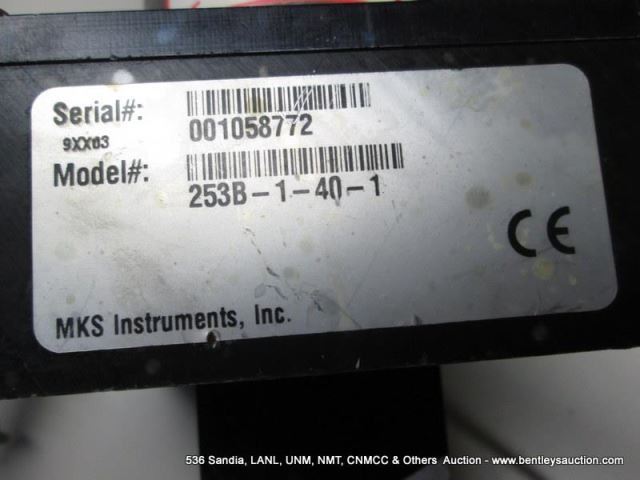 Serial#:
001058772
9XX03
Model#:
253B-1-40-1
CE
MKS Instruments, Inc.
536 Sandia, LANL, UNM, NMT, CNMCC & Others Auction - www.bentleysauction.com